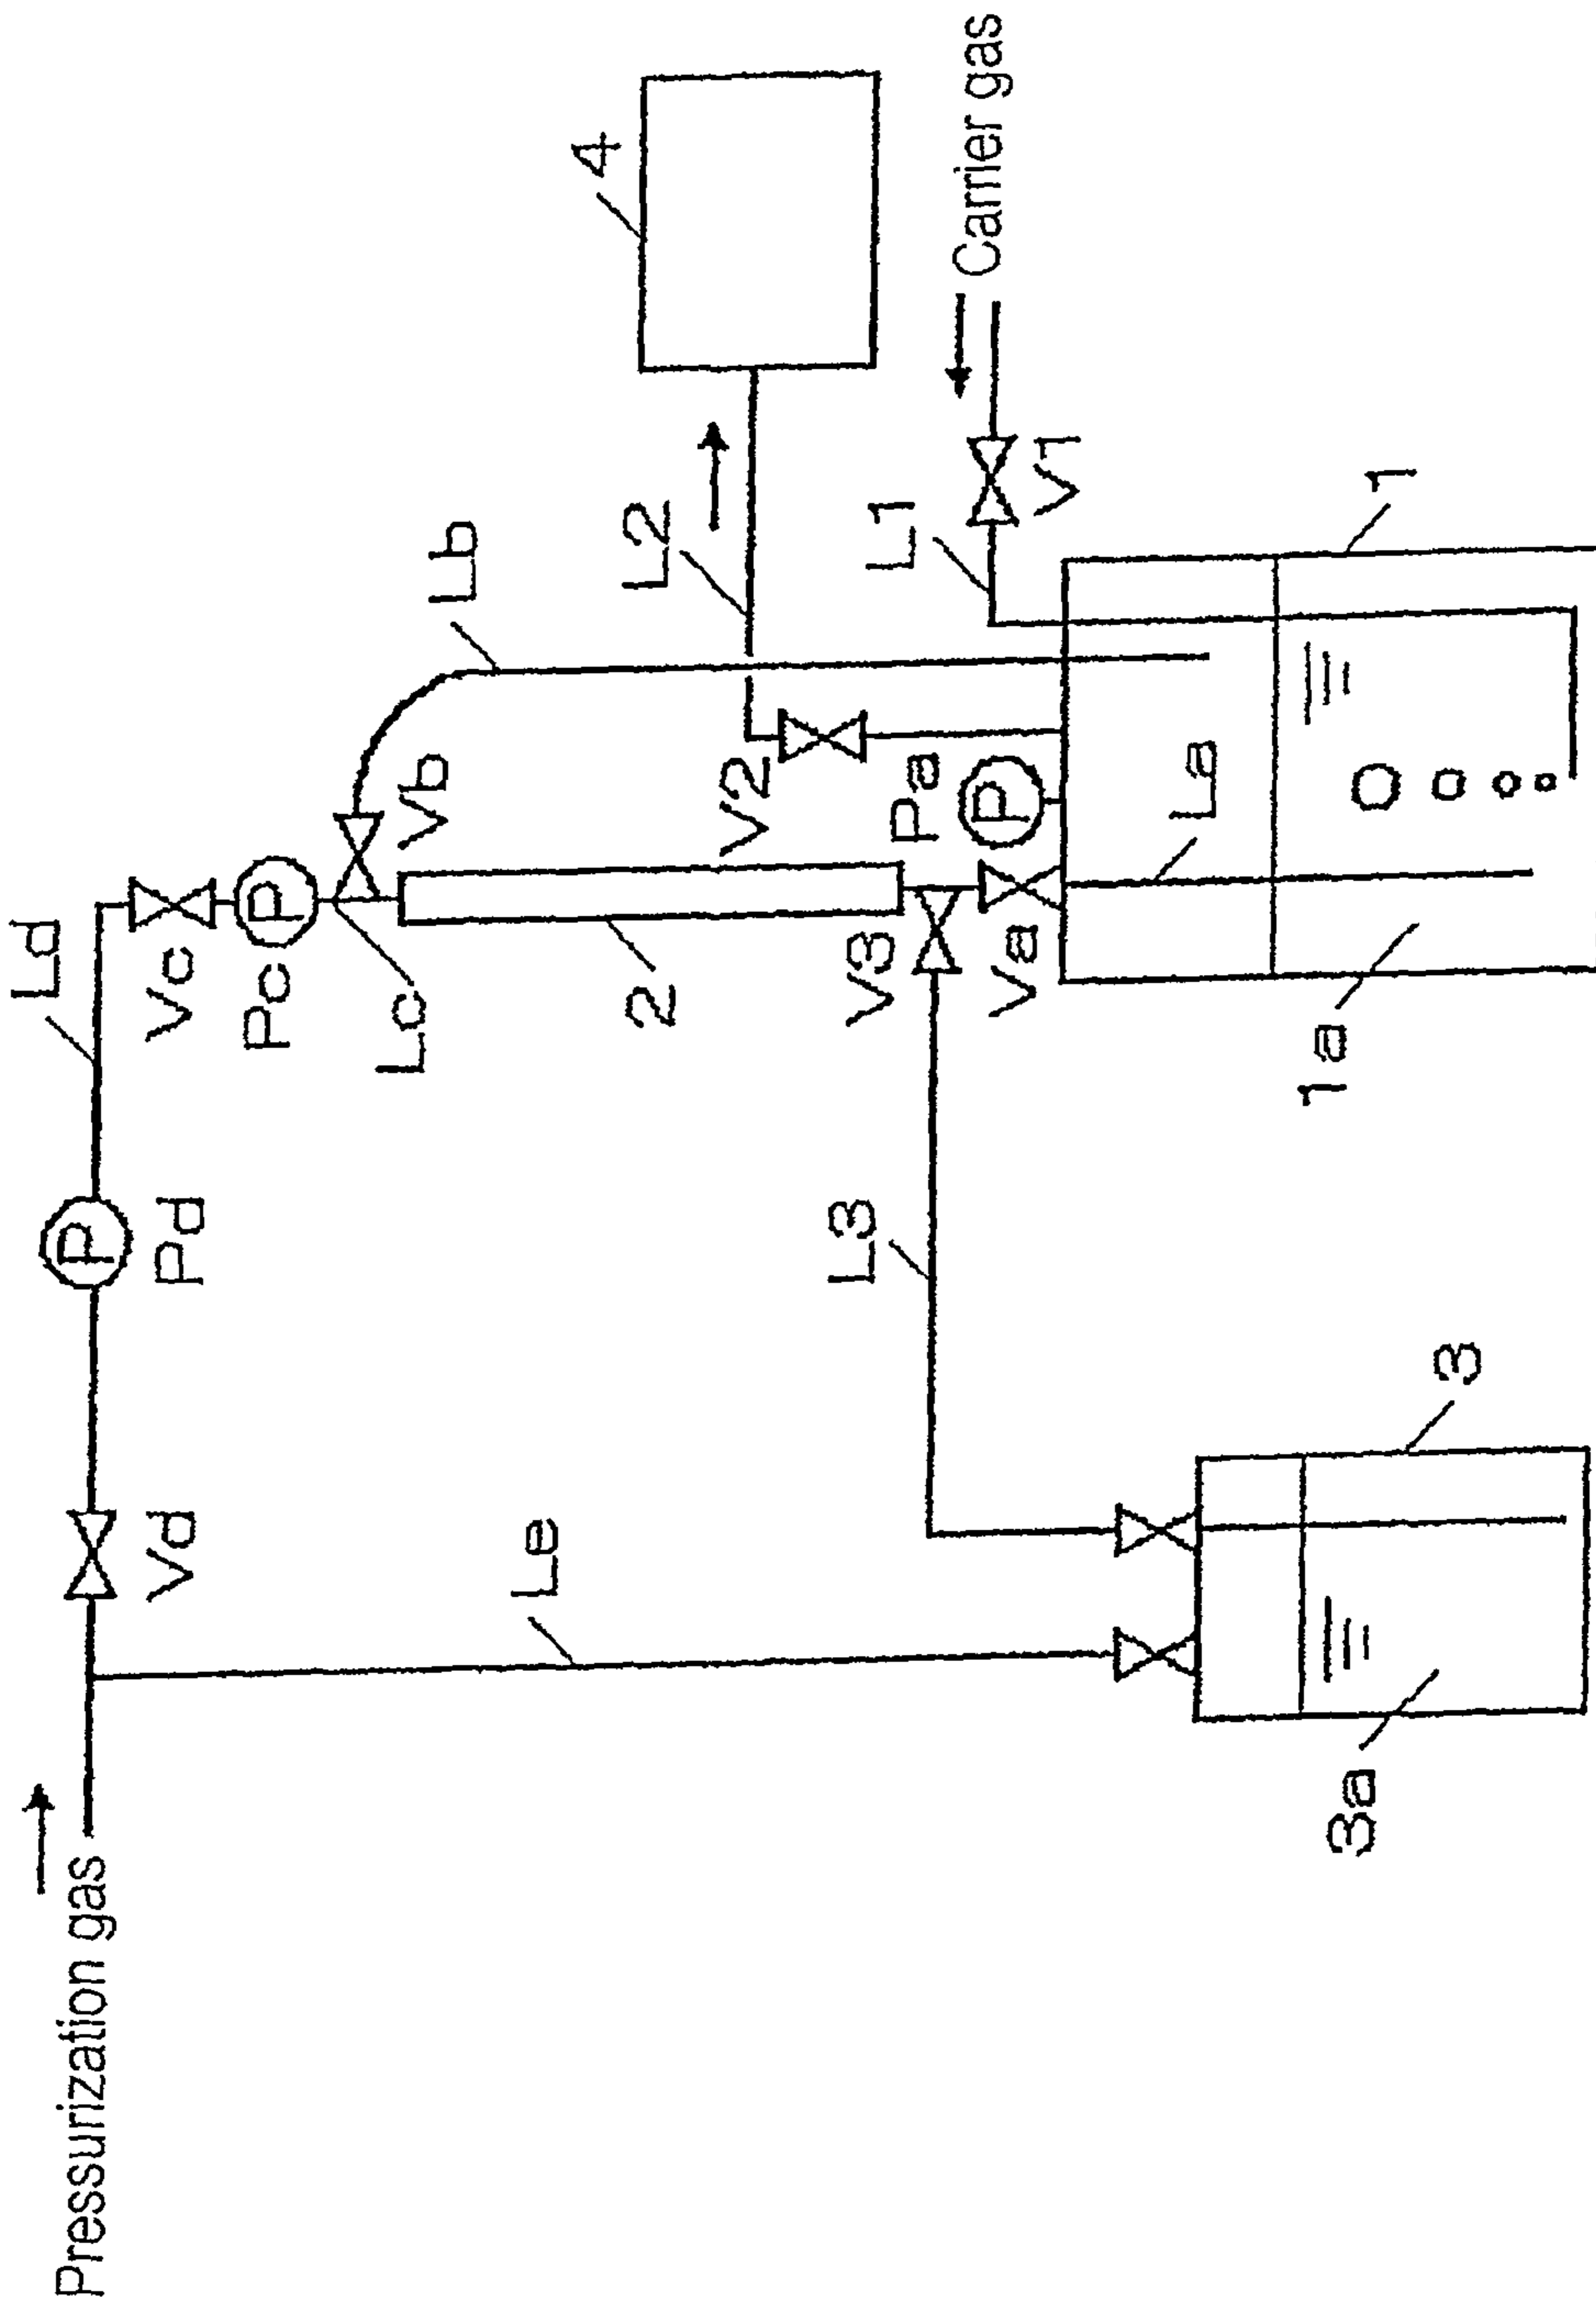 Pressurization gas
Ld
Vd
Pd
P
Vc
Pc
P
Lc
Vb
Lb
Le
2
L3
V3
Va
V2
L2
4
Pa
P
L1
V1
Carrier gas
La
1
1a
3
3a